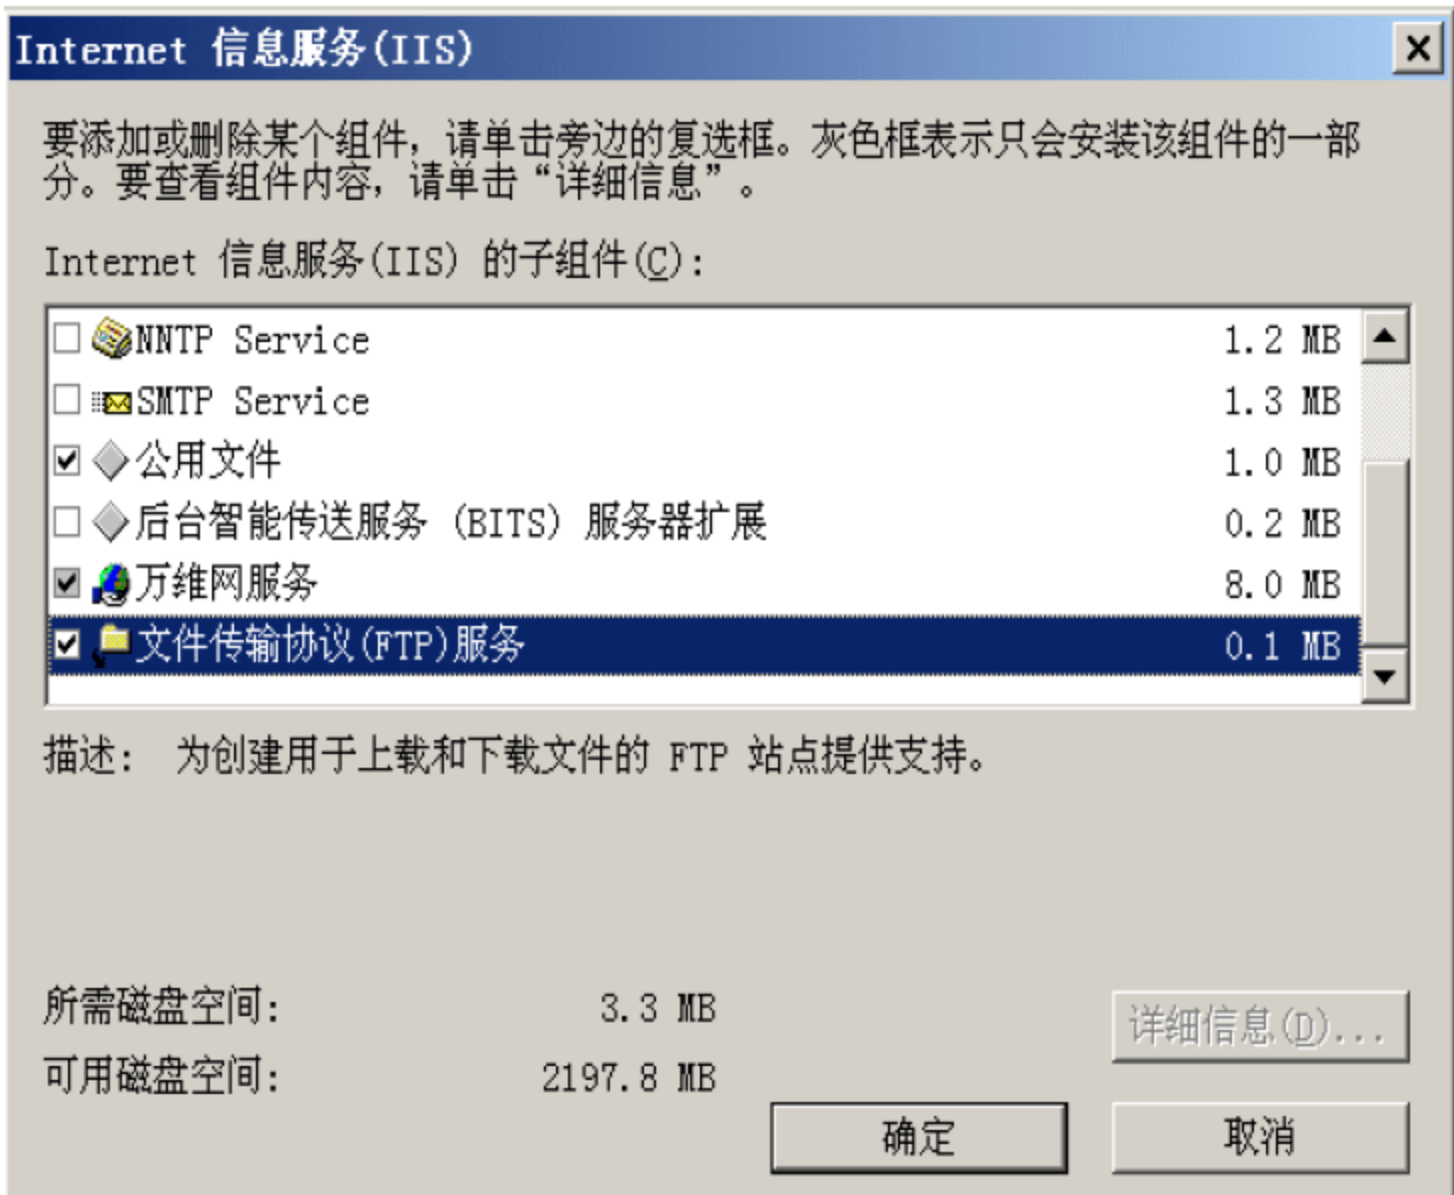 Internet 信息服务(IIS)
要添加或删除某个组件，请单击旁边的复选框。灰色框表示只会安装该组件的一部
分。要查看组件内容，请单击“详细信息”。
Internet 信息服务(IIS) 的子组件(C):
NNTP Service 1.2 MB
SMTP Service 1.3 MB
公用文件 1.0 MB
后台智能传送服务 (BITS) 服务器扩展 0.2 MB
万维网服务 8.0 MB
文件传输协议(FTP)服务 0.1 MB
描述: 为创建用于上载和下载文件的 FTP 站点提供支持。
所需磁盘空间: 3.3 MB
详细信息(D)...
可用磁盘空间: 2197.8 MB
确定 取消